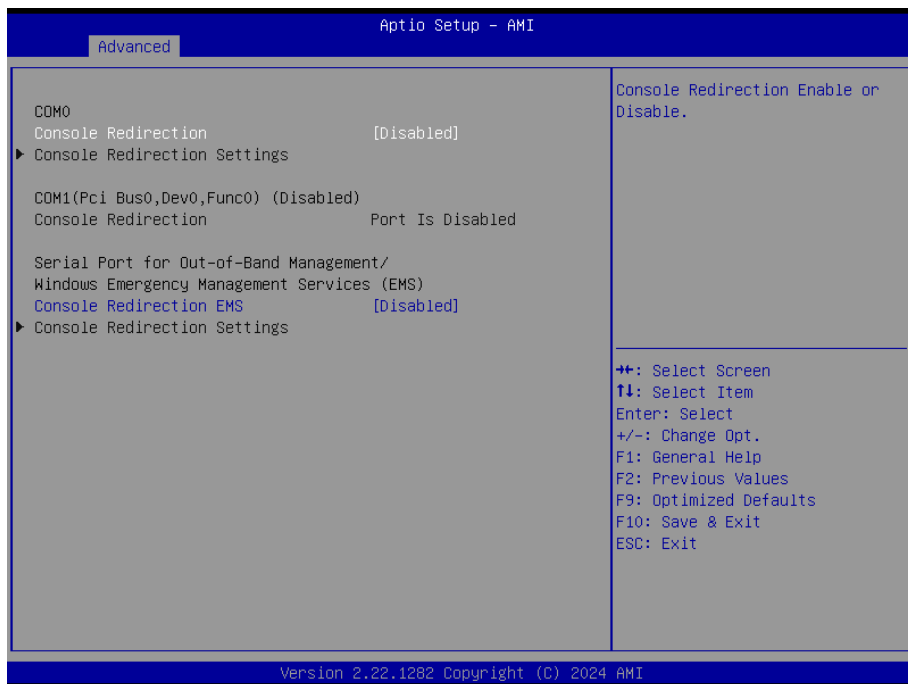 Aptio Setup - AMI
Advanced
COM0
Console Redirection [Disabled]
Console Redirection Settings
COM1(Pci Bus0,Dev0,Func0) (Disabled)
Console Redirection Port Is Disabled
Serial Port for Out-of-Band Management/
Windows Emergency Management Services (EMS)
Console Redirection EMS [Disabled]
Console Redirection Settings
Console Redirection Enable or
Disable.
→←: Select Screen
↑↓: Select Item
Enter: Select
+/-: Change Opt.
F1: General Help
F2: Previous Values
F9: Optimized Defaults
F10: Save & Exit
ESC: Exit
Version 2.22.1282 Copyright (C) 2024 AMI